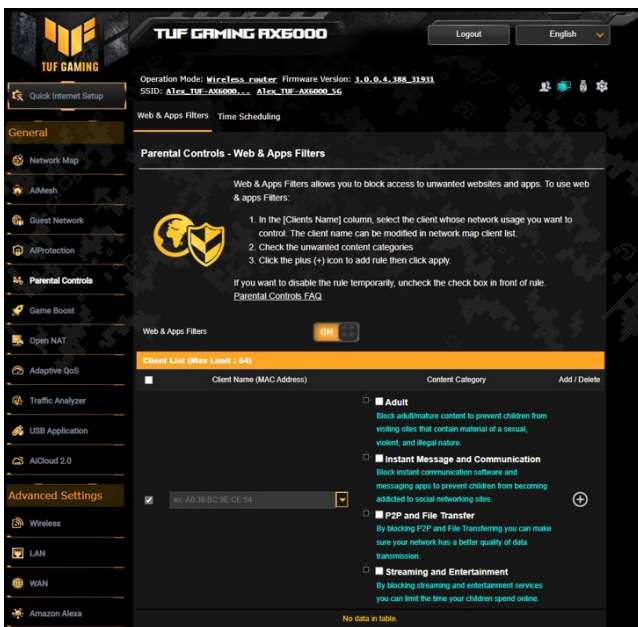 TUF GAMING
TUF GAMING AX6000
Logout
English
Quick Internet Setup
Operation Mode: Wireless router Firmware Version: 3.0.0.4.388_31931
SSID: Alex_TUF-AX6000... Alex_TUF-AX6000_5G
General
Network Map
AiMesh
Guest Network
AiProtection
Parental Controls
Game Boost
Open NAT
Adaptive QoS
Traffic Analyzer
USB Application
AiCloud 2.0
Advanced Settings
Wireless
LAN
WAN
Amazon Alexa
Web & Apps Filters Time Scheduling
Parental Controls - Web & Apps Filters
Web & Apps Filters allows you to block access to unwanted websites and apps. To use web
& apps Filters:
1. In the [Clients Name] column, select the client whose network usage you want to
control. The client name can be modified in network map client list.
2. Check the unwanted content categories
3. Click the plus (+) icon to add rule then click apply.
If you want to disable the rule temporarily, uncheck the check box in front of rule.
Parental Controls FAQ
Web & Apps Filters
ON
Client List (Max Limit : 64)
Client Name (MAC Address) Content Category Add / Delete
ex: A0:36:BC:9E:CE:54
Adult
Block adult/mature content to prevent children from
visiting sites that contain material of a sexual,
violent, and illegal nature.
Instant Message and Communication
Block instant communication software and
messaging apps to prevent children from becoming
addicted to social networking sites.
P2P and File Transfer
By blocking P2P and File Transferring you can make
sure your network has a better quality of data
transmission.
Streaming and Entertainment
By blocking streaming and entertainment services
you can limit the time your children spend online.
No data in table.